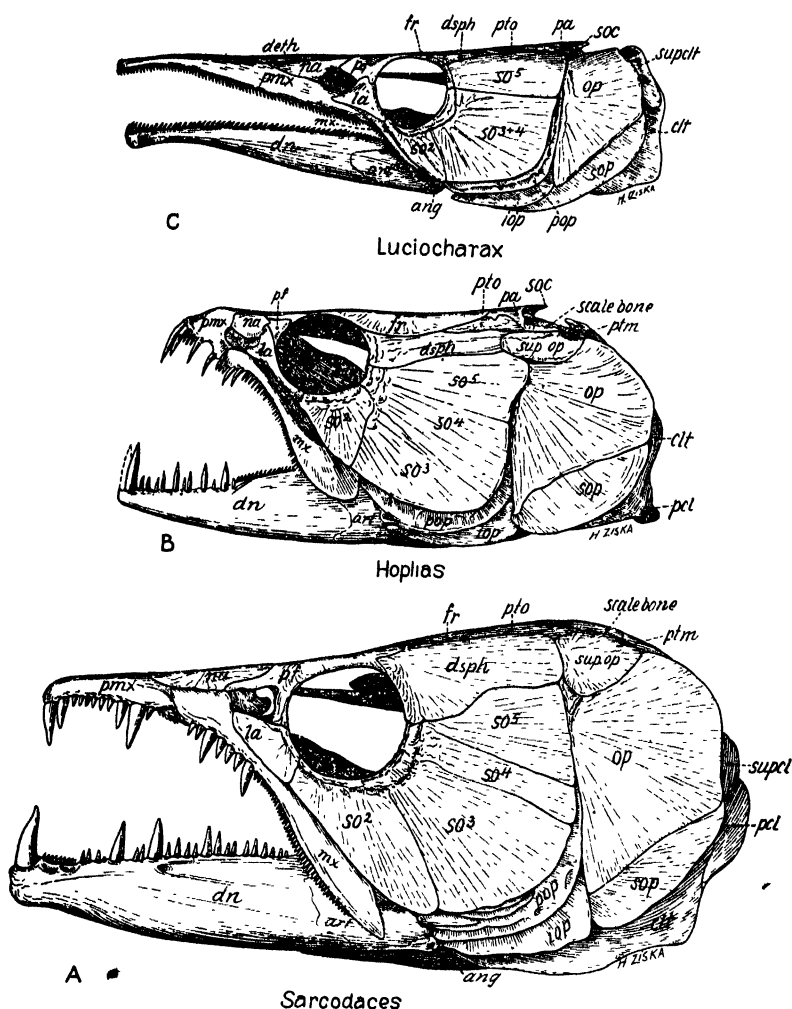 fr dsph pto pa soc
deth na pf supclt
pmx la SO5 op
mx
dn SO2 SO3+4 clt
art sop
ang iop pop
H. ZISKA
C
Luciocharax
pto pa soc
pf scale bone
pmx na fr ptm
la dsph sup op
SO5 op
SO2 SO4
mx SO3 clt
sop
dn pcl
art pop
iop H ZISKA
B
Hoplias
fr pto scale bone
ptm
na pf dsph sup op
pmx
la SO5
op
SO4 supcl
SO2 SO3
pcl
mx
dn pop sop
art iop clt
H ZISKA
A ang
Sarcodaces